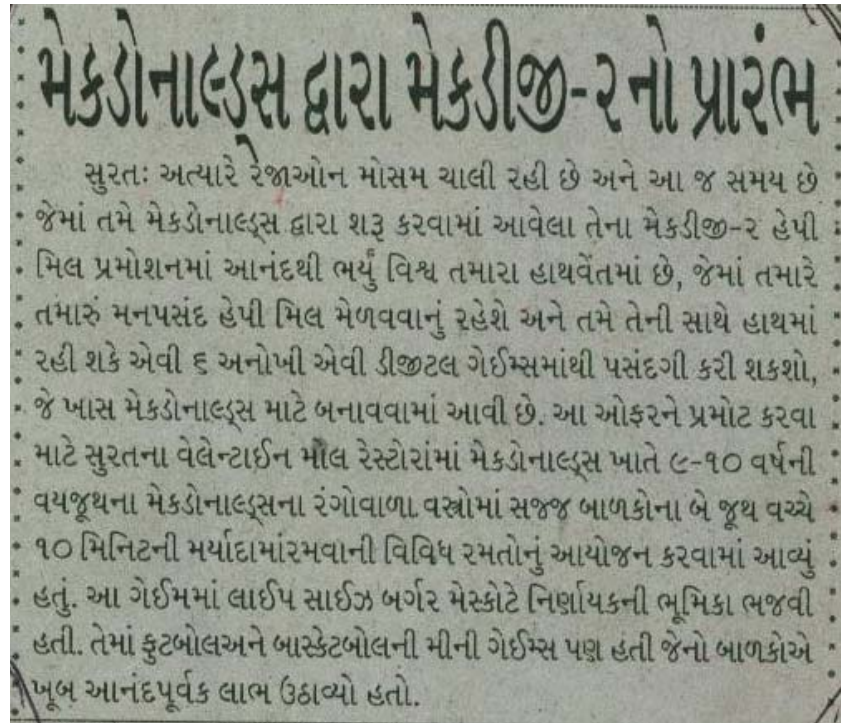 મેકડોનાલ્ડ્સ દ્વારા મેકડીજી-૨નો પ્રારંભ
સુરતઃ અત્યારે રેજાઓન મોસમ ચાલી રહી છે અને આ જ સમય છે
જેમાં તમે મેકડોનાલ્ડ્સ દ્વારા શરૂ કરવામાં આવેલા તેના મેકડીજી-૨ હેપી
મિલ પ્રમોશનમાં આનંદથી ભર્યું વિશ્વ તમારા હાથવેંતમાં છે, જેમાં તમારે
તમારું મનપસંદ હેપી મિલ મેળવવાનું રહેશે અને તમે તેની સાથે હાથમાં
રહી શકે એવી ૬ અનોખી એવી ડીજીટલ ગેઈમ્સમાંથી પસંદગી કરી શકશો,
જે ખાસ મેકડોનાલ્ડ્સ માટે બનાવવામાં આવી છે. આ ઓફરને પ્રમોટ કરવા
માટે સુરતના વેલેન્ટાઈન મૉલ રેસ્ટોરાંમાં મેકડોનાલ્ડ્સ ખાતે ૯-૧૦ વર્ષની
વયજૂથના મેકડોનાલ્ડ્સના રંગોવાળા વસ્ત્રોમાં સજ્જ બાળકોના બે જૂથ વચ્ચે
૧૦ મિનિટની મર્યાદામાંરમવાની વિવિધ રમતોનું આયોજન કરવામાં આવ્યું
હતું. આ ગેઈમમાં લાઈપ સાઈઝ બર્ગર મેસ્કોટે નિર્ણાયકની ભૂમિકા ભજવી
હતી. તેમાં ફુટબોલઅને બાસ્કેટબોલની મીની ગેઈમ્સ પણ હતી જેનો બાળકોએ
ખૂબ આનંદપૂર્વક લાભ ઉઠાવ્યો હતો.